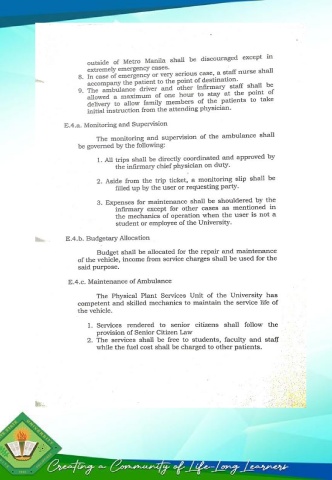 outside of Metro Manila shall be discouraged except in
extremely emergency cases.
8. In case of emergency or very serious case, a staff nurse shall
accompany the patient to the point of destination.
9. The ambulance driver and other infirmary staff shall be
allowed a maximum of one hour to stay at the point of
delivery to allow family members of the patients to take
initial instruction from the attending physician.
E.4.a. Monitoring and Supervision
The monitoring and supervision of the ambulance shall
be governed by the following:
1. All trips shall be directly coordinated and approved by
the infirmary chief physician on duty.
2. Aside from the trip ticket, a monitoring slip shall be
filled up by the user or requesting party.
3. Expenses for maintenance shall be shouldered by the
infirmary except for other cases as mentioned in
the mechanics of operation when the user is not a
student or employee of the University.
E.4.b. Budgetary Allocation
Budget shall be allocated for the repair and maintenance
of the vehicle, income from service charges shall be used for the
said purpose.
E.4.c. Maintenance of Ambulance
The Physical Plant Services Unit of the University has
competent and skilled mechanics to maintain the service life of
the vehicle.
1. Services rendered to senior citizens shall follow the
provision of Senior Citizen Law
2. The services shall be free to students, faculty and staff
while the fuel cost shall be charged to other patients.
Creating a Community of Life-Long Learners